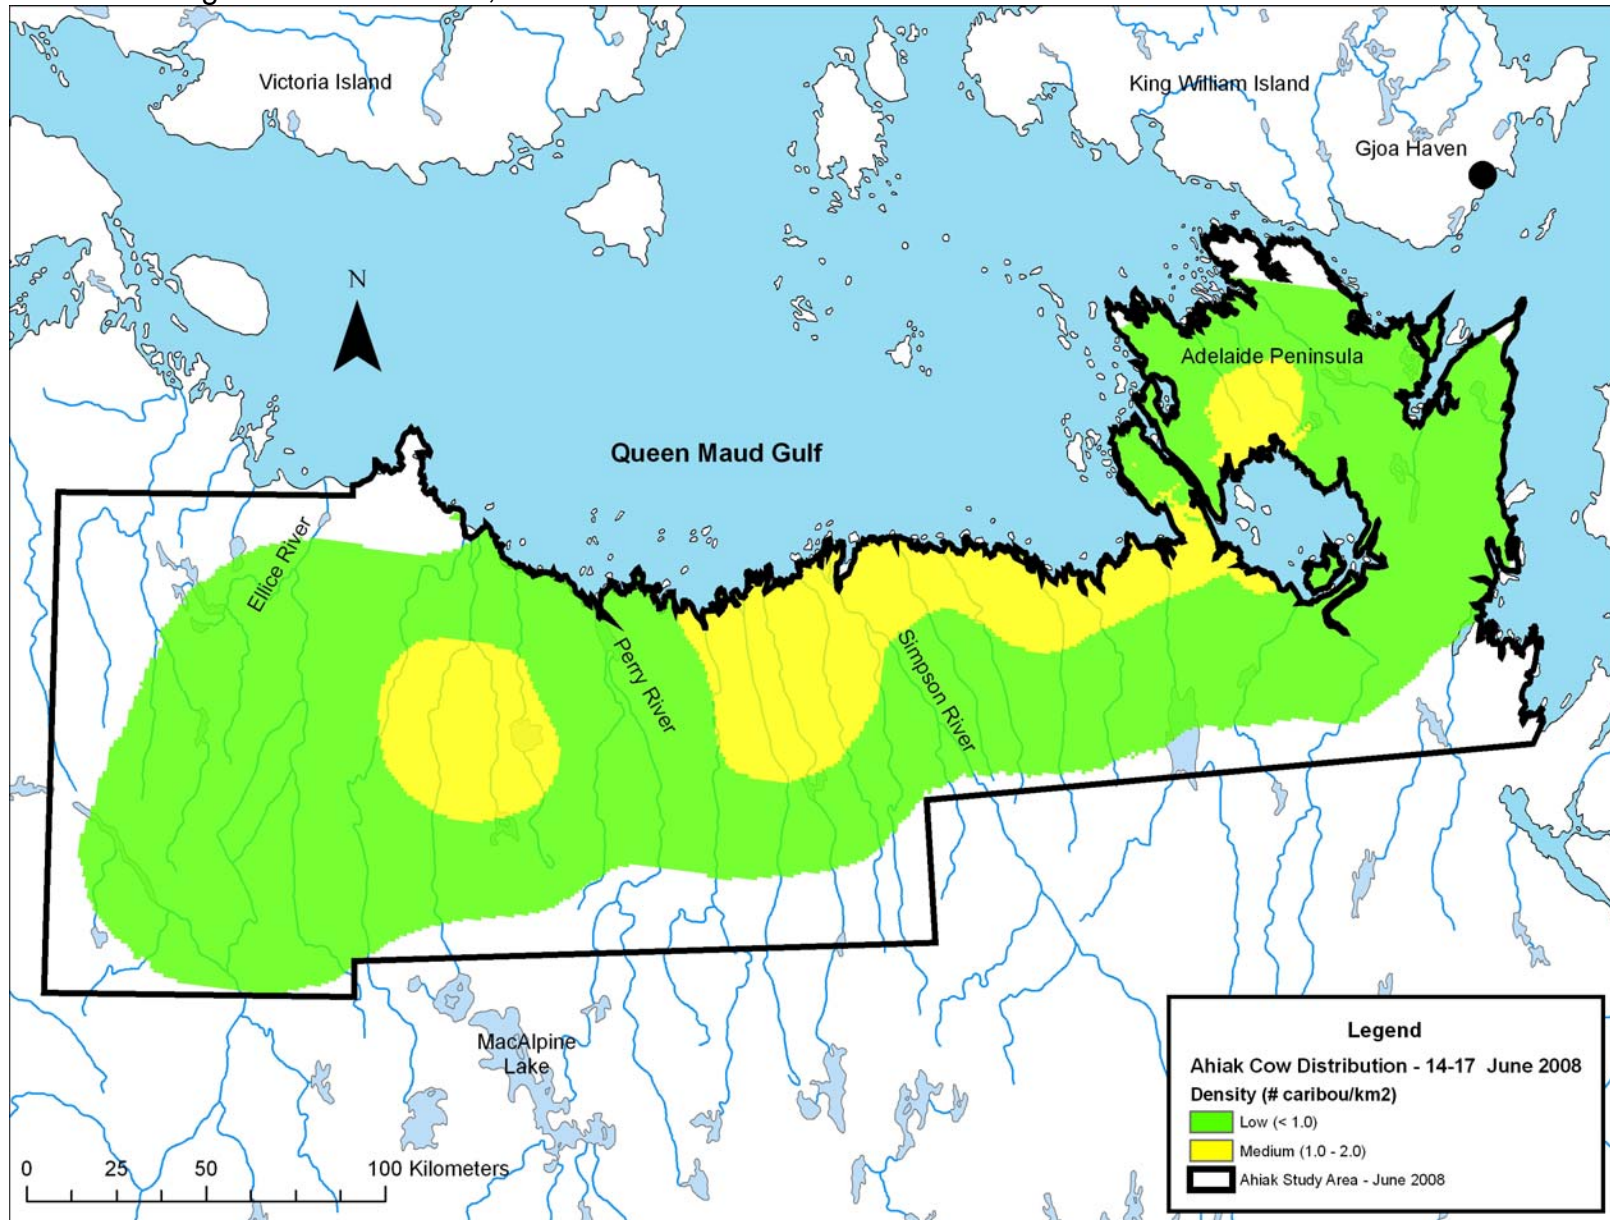 Victoria Island
King William Island
Gjoa Haven
N
Adelaide Peninsula
Queen Maud Gulf
Ellice River
Perry River
Simpson River
MacAlpine
Lake
0 25 50 100 Kilometers
Legend
Ahiak Cow Distribution - 14-17 June 2008
Density (# caribou/km2)
Low (< 1.0)
Medium (1.0 - 2.0)
Ahiak Study Area - June 2008